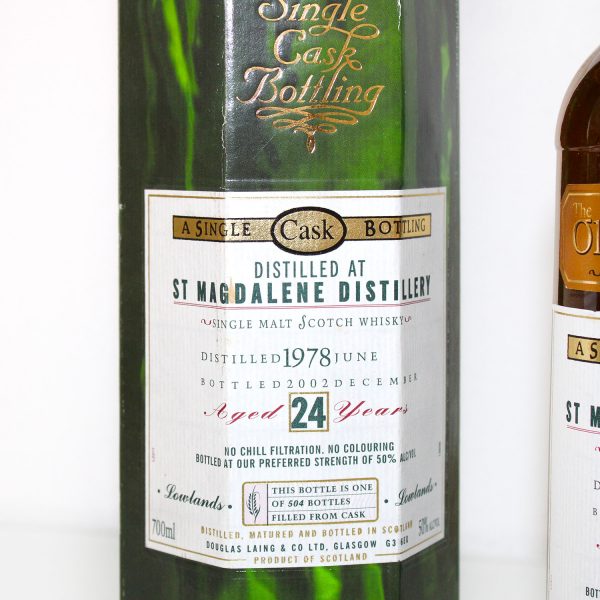 Single
Cask
Bottling
A SINGLE Cask BOTTLING
DISTILLED AT
ST MAGDALENE DISTILLERY
SINGLE MALT SCOTCH WHISKY
DISTILLED 1978 JUNE
BOTTLED 2002 DECEMBER
Aged 24 Years
NO CHILL FILTRATION. NO COLOURING
BOTTLED AT OUR PREFERRED STRENGTH OF 50% ALC/VOL
Lowlands
THIS BOTTLE IS ONE
OF 504 BOTTLES
FILLED FROM CASK
Lowlands
700ml
DISTILLED, MATURED AND BOTTLED IN SCOTLAND
50% ALC/VOL
DOUGLAS LAING & CO LTD, GLASGOW G3
PRODUCT OF SCOTLAND
The
A S
ST M
D
B
BOTT